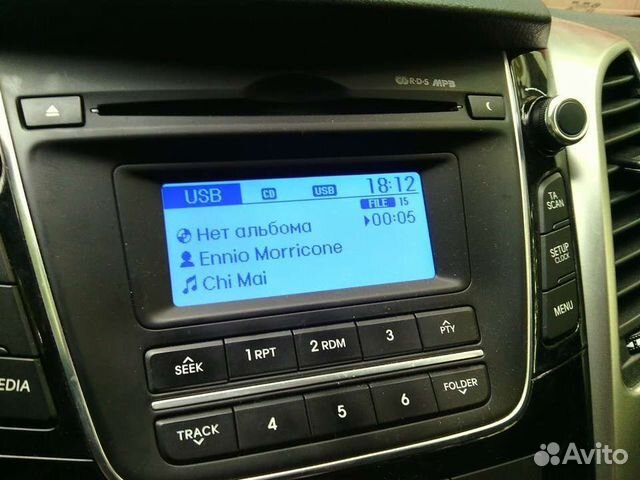 R·D·S MP3
USB CD USB 18:12
FILE 15
Нет альбома 00:05
Ennio Morricone
Chi Mai
TA
SCAN
SETUP
CLOCK
MENU
SEEK 1 RPT 2 RDM 3 PTY
MEDIA
TRACK 4 5 6 FOLDER
Avito